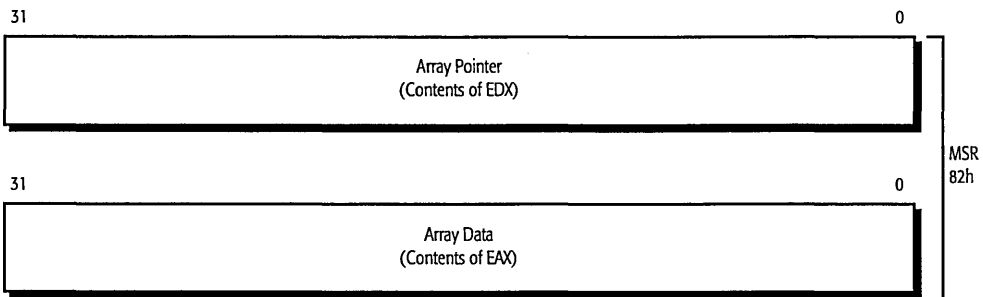 31 0
Array Pointer
(Contents of EDX)
MSR
82h
31 0
Array Data
(Contents of EAX)